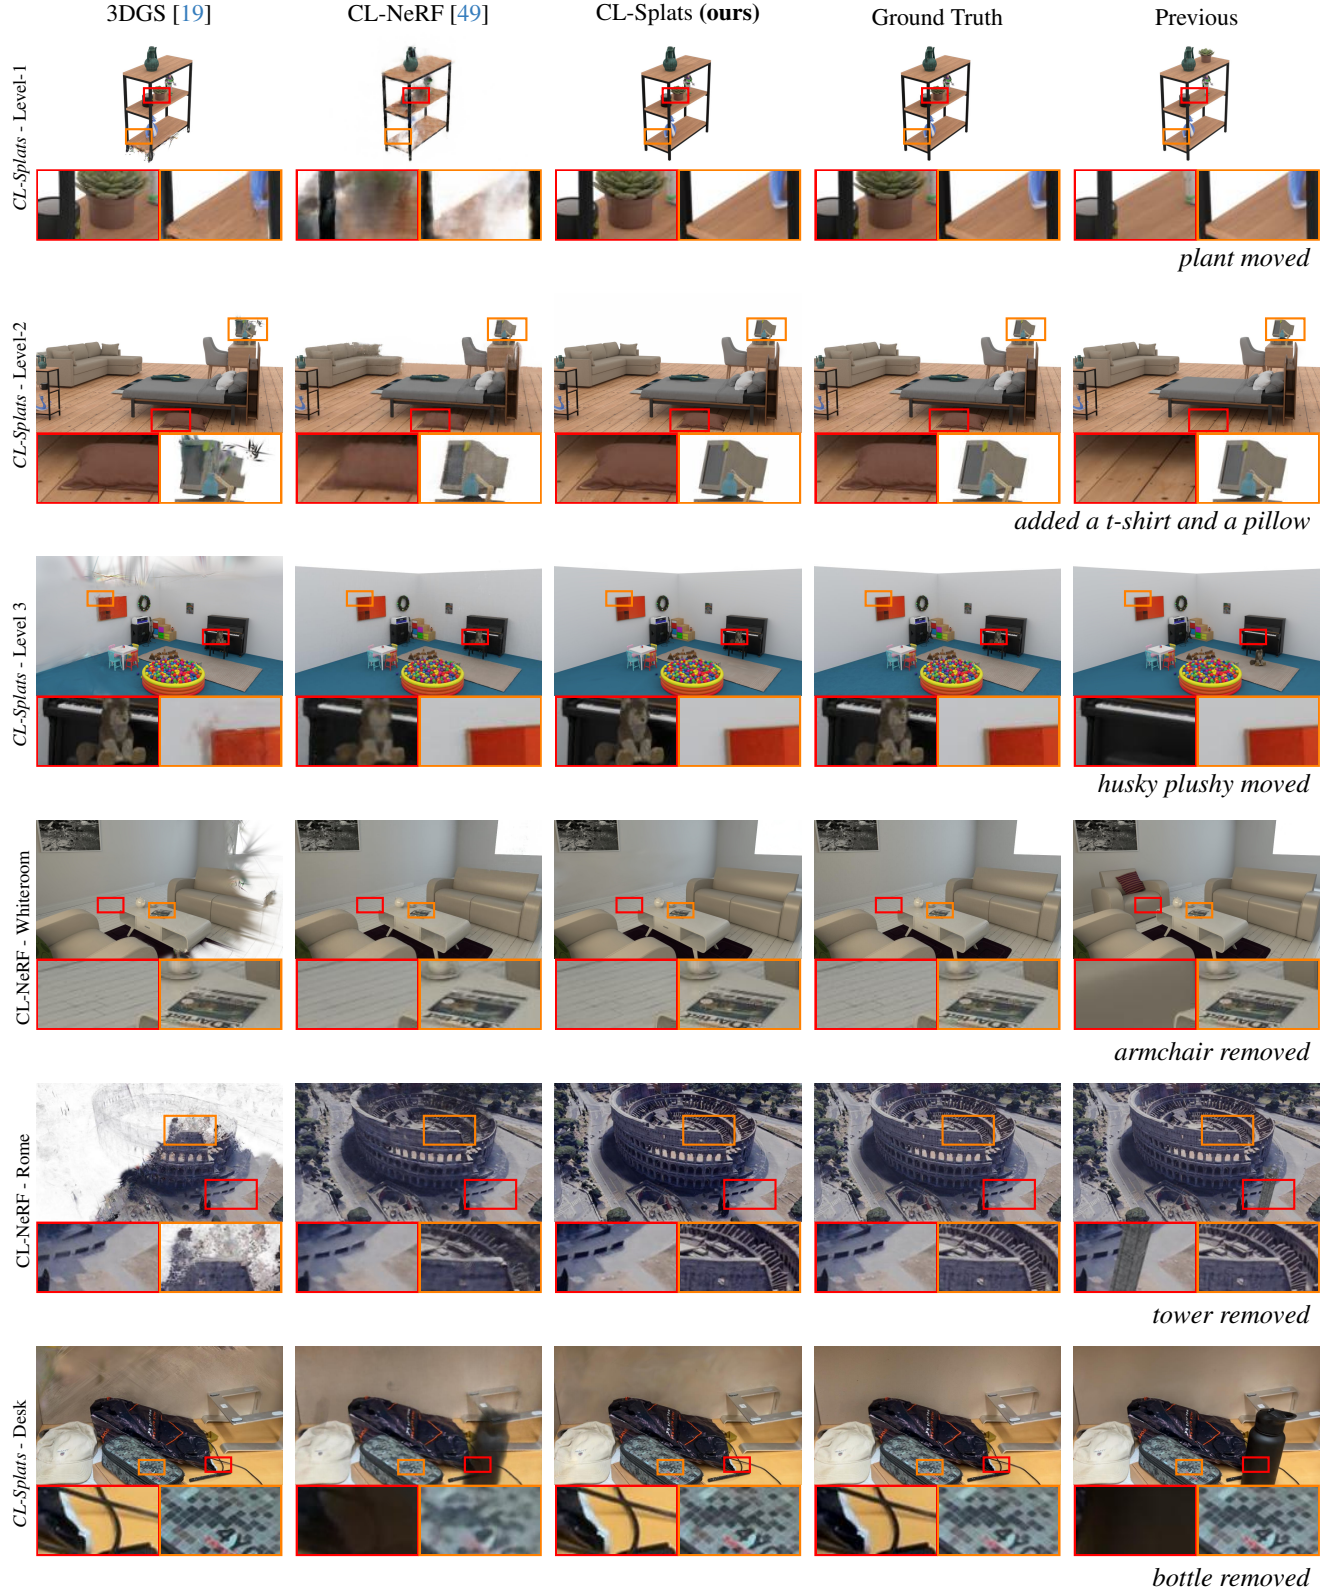 3DGS [19] CL-NeRF [49] CL-Splats (ours) Ground Truth Previous
CL-Splats - Level-1
plant moved
CL-Splats - Level-2
added a t-shirt and a pillow
CL-Splats - Level 3
husky plushy moved
CL-NeRF - Whiteroom
armchair removed
CL-NeRF - Rome
tower removed
CL-Splats - Desk
bottle removed